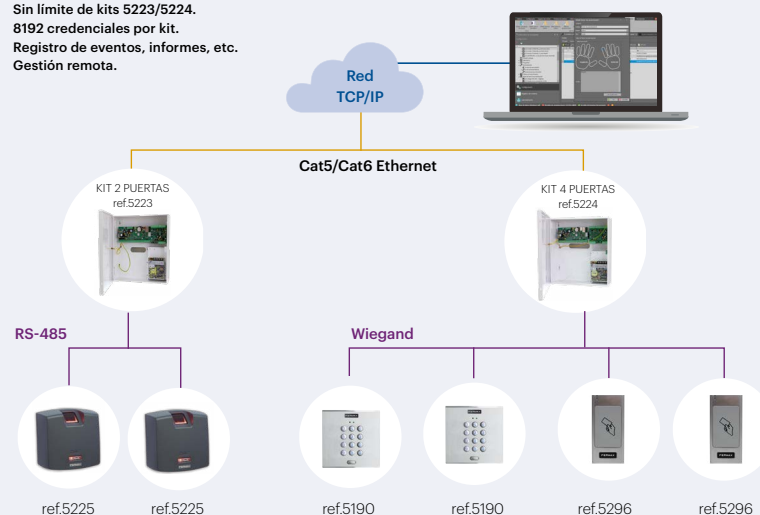 Sin límite de kits 5223/5224.
8192 credenciales por kit.
Registro de eventos, informes, etc.
Gestión remota.
Red
TCP/IP
Cat5/Cat6 Ethernet
KIT 2 PUERTAS
ref.5223
KIT 4 PUERTAS
ref.5224
RS-485
Wiegand
ref.5225
ref.5225
ref.5190
ref.5190
ref.5296
ref.5296